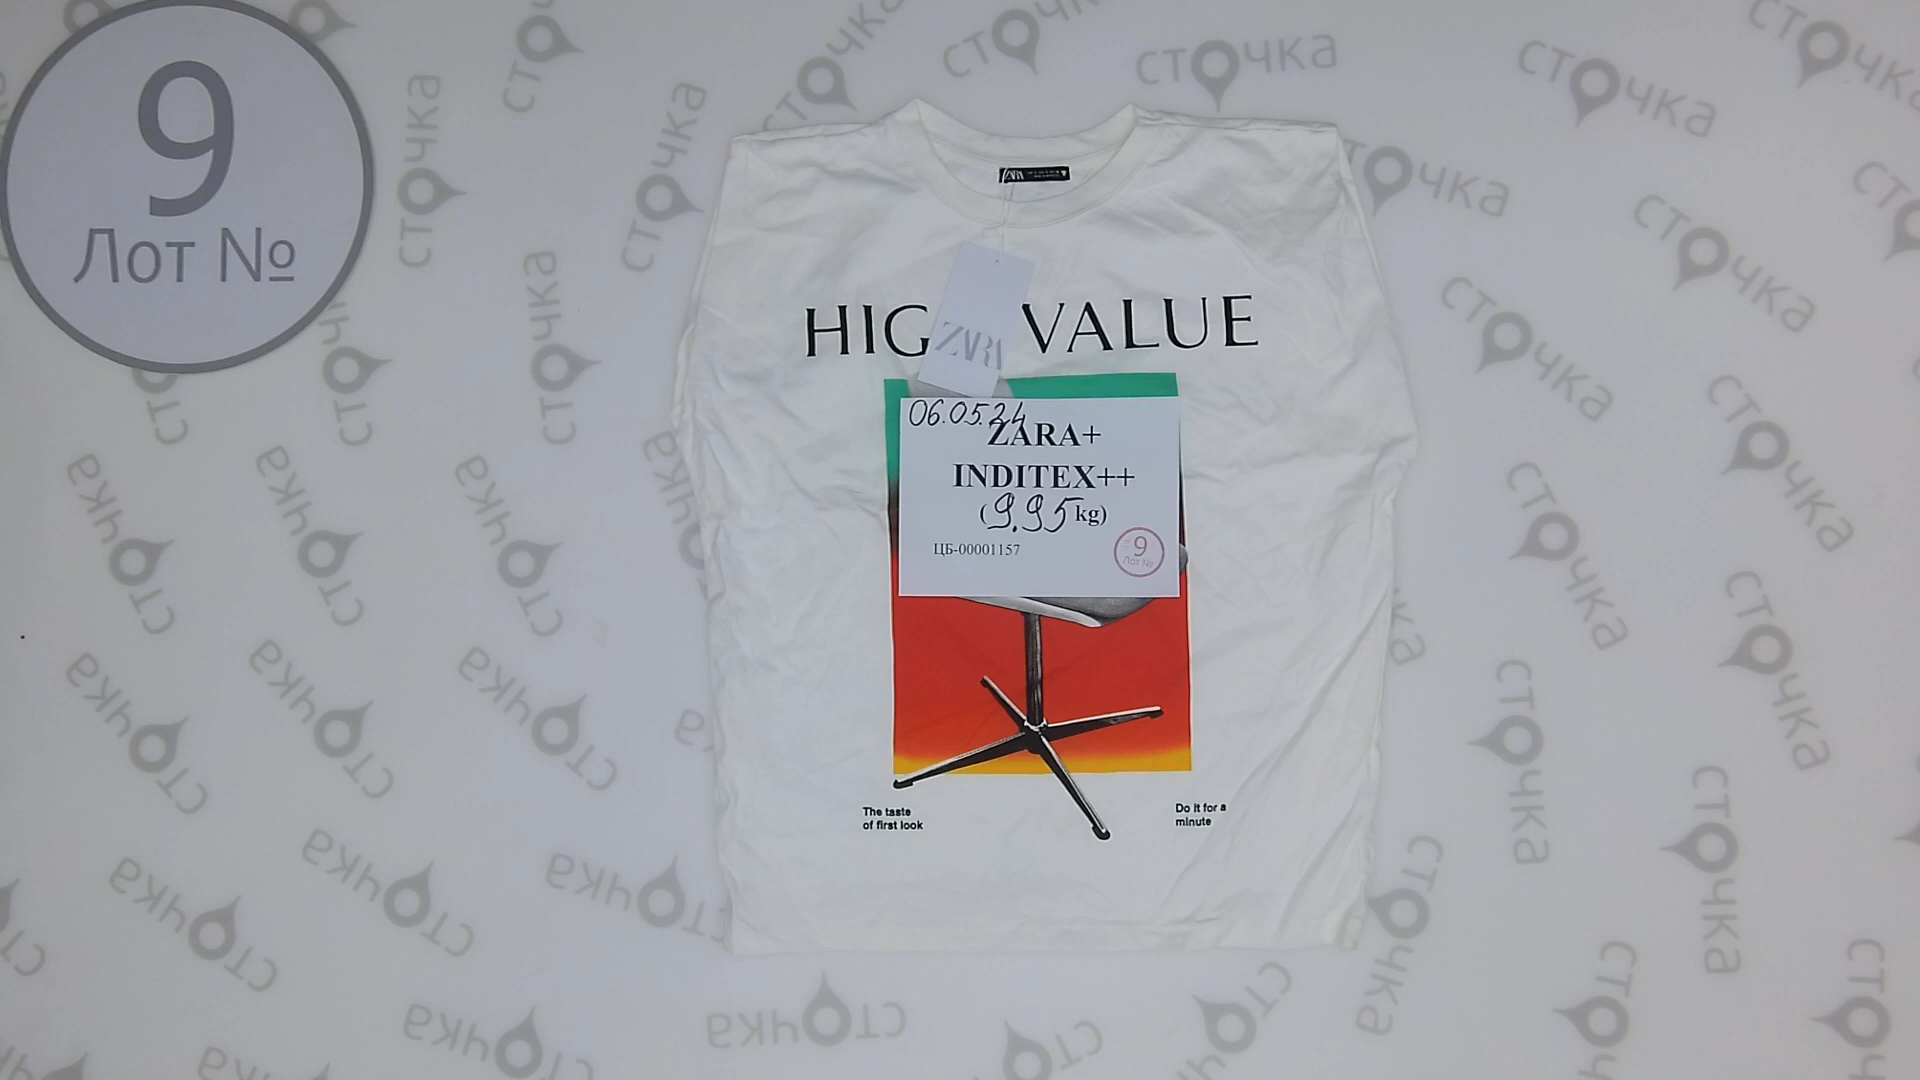 9
Лот №
ZARA
HIG VALUE
ZARA
06.05.24
ZARA+
INDITEX++
(9.95 kg)
ЦБ-00001157
9
Лот №
The taste
of first look
Do it for a
minute
сточка